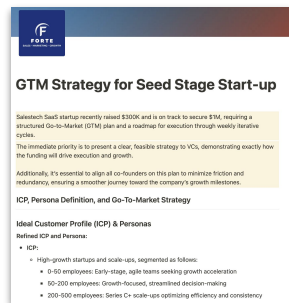 FORTE
SALES • MARKETING • GROWTH
GTM Strategy for Seed Stage Start-up
Salestech SaaS startup recently raised $300K and is on track to secure $1M, requiring a
structured Go-to-Market (GTM) plan and a roadmap for execution through weekly iterative
cycles.
The immediate priority is to present a clear, feasible strategy to VCs, demonstrating exactly how
the funding will drive execution and growth.
Additionally, it's essential to align all co-founders on this plan to minimize friction and
redundancy, ensuring a smoother journey toward the company's growth milestones.
ICP, Persona Definition, and Go-To-Market Strategy
Ideal Customer Profile (ICP) & Personas
Refined ICP and Persona:
• ICP:
◦ High-growth startups and scale-ups, segmented as follows:
▪ 0-50 employees: Early-stage, agile teams seeking growth acceleration
▪ 50-200 employees: Growth-focused, streamlined decision-making
▪ 200-500 employees: Series C+ scale-ups optimizing efficiency and consistency